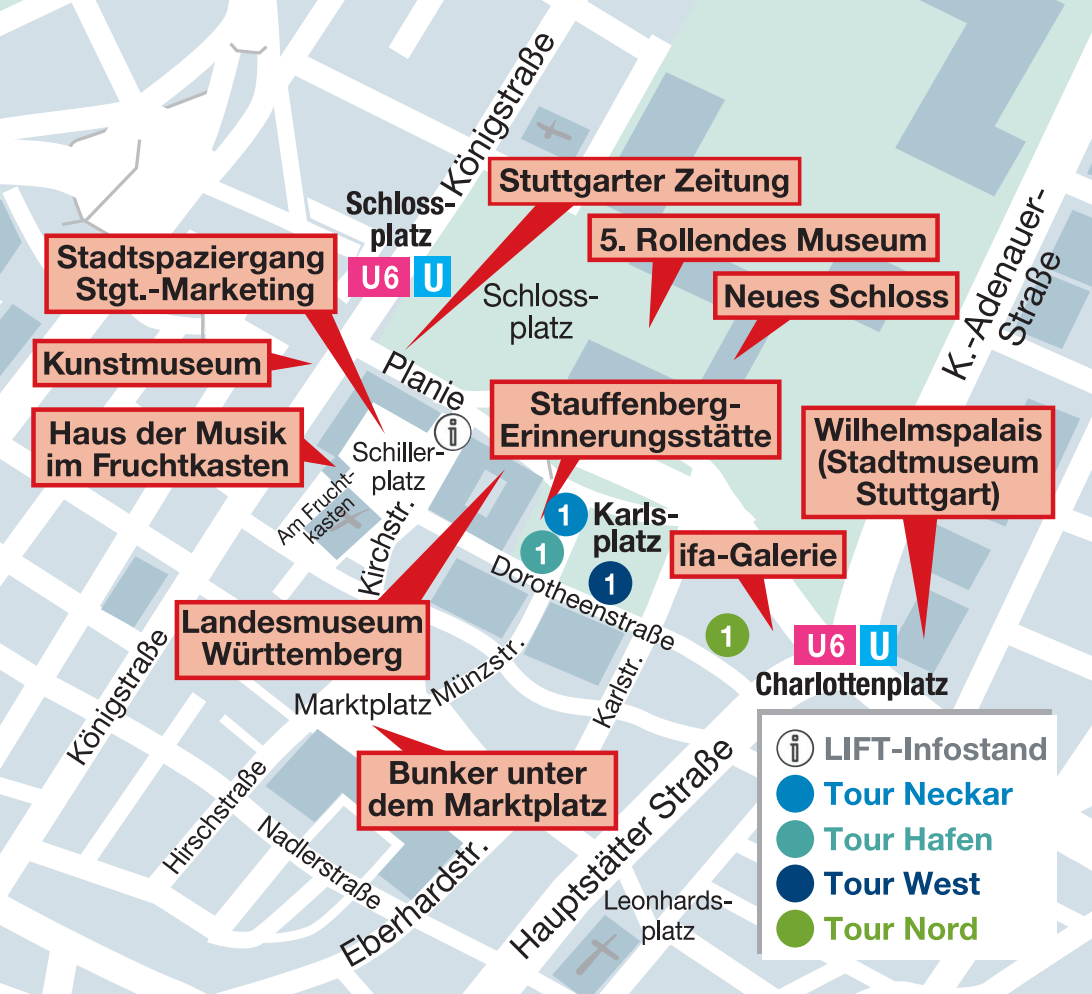 Königstraße
Stuttgarter Zeitung
Schloss-
platz
U6 U
5. Rollendes Museum
K.-Adenauer-
Straße
Stadtspaziergang
Stgt.-Marketing
Schloss-
platz
Neues Schloss
Kunstmuseum
Planie
Stauffenberg-
Erinnerungsstätte
Haus der Musik
im Fruchtkasten
i
Schiller-
platz
Wilhelmspalais
(Stadtmuseum
Stuttgart)
Am Frucht-
kasten
Kirchstr.
1
Karls-
platz
1
1
ifa-Galerie
Dorotheenstraße
Landesmuseum
Württemberg
1
U6 U
Charlottenplatz
Königstraße
Marktplatz
Münzstr.
Karlstr.
Bunker unter
dem Marktplatz
Hirschstraße
Nadlerstraße
Eberhardstr.
Hauptstätter Straße
Leonhards-
platz
i LIFT-Infostand
Tour Neckar
Tour Hafen
Tour West
Tour Nord